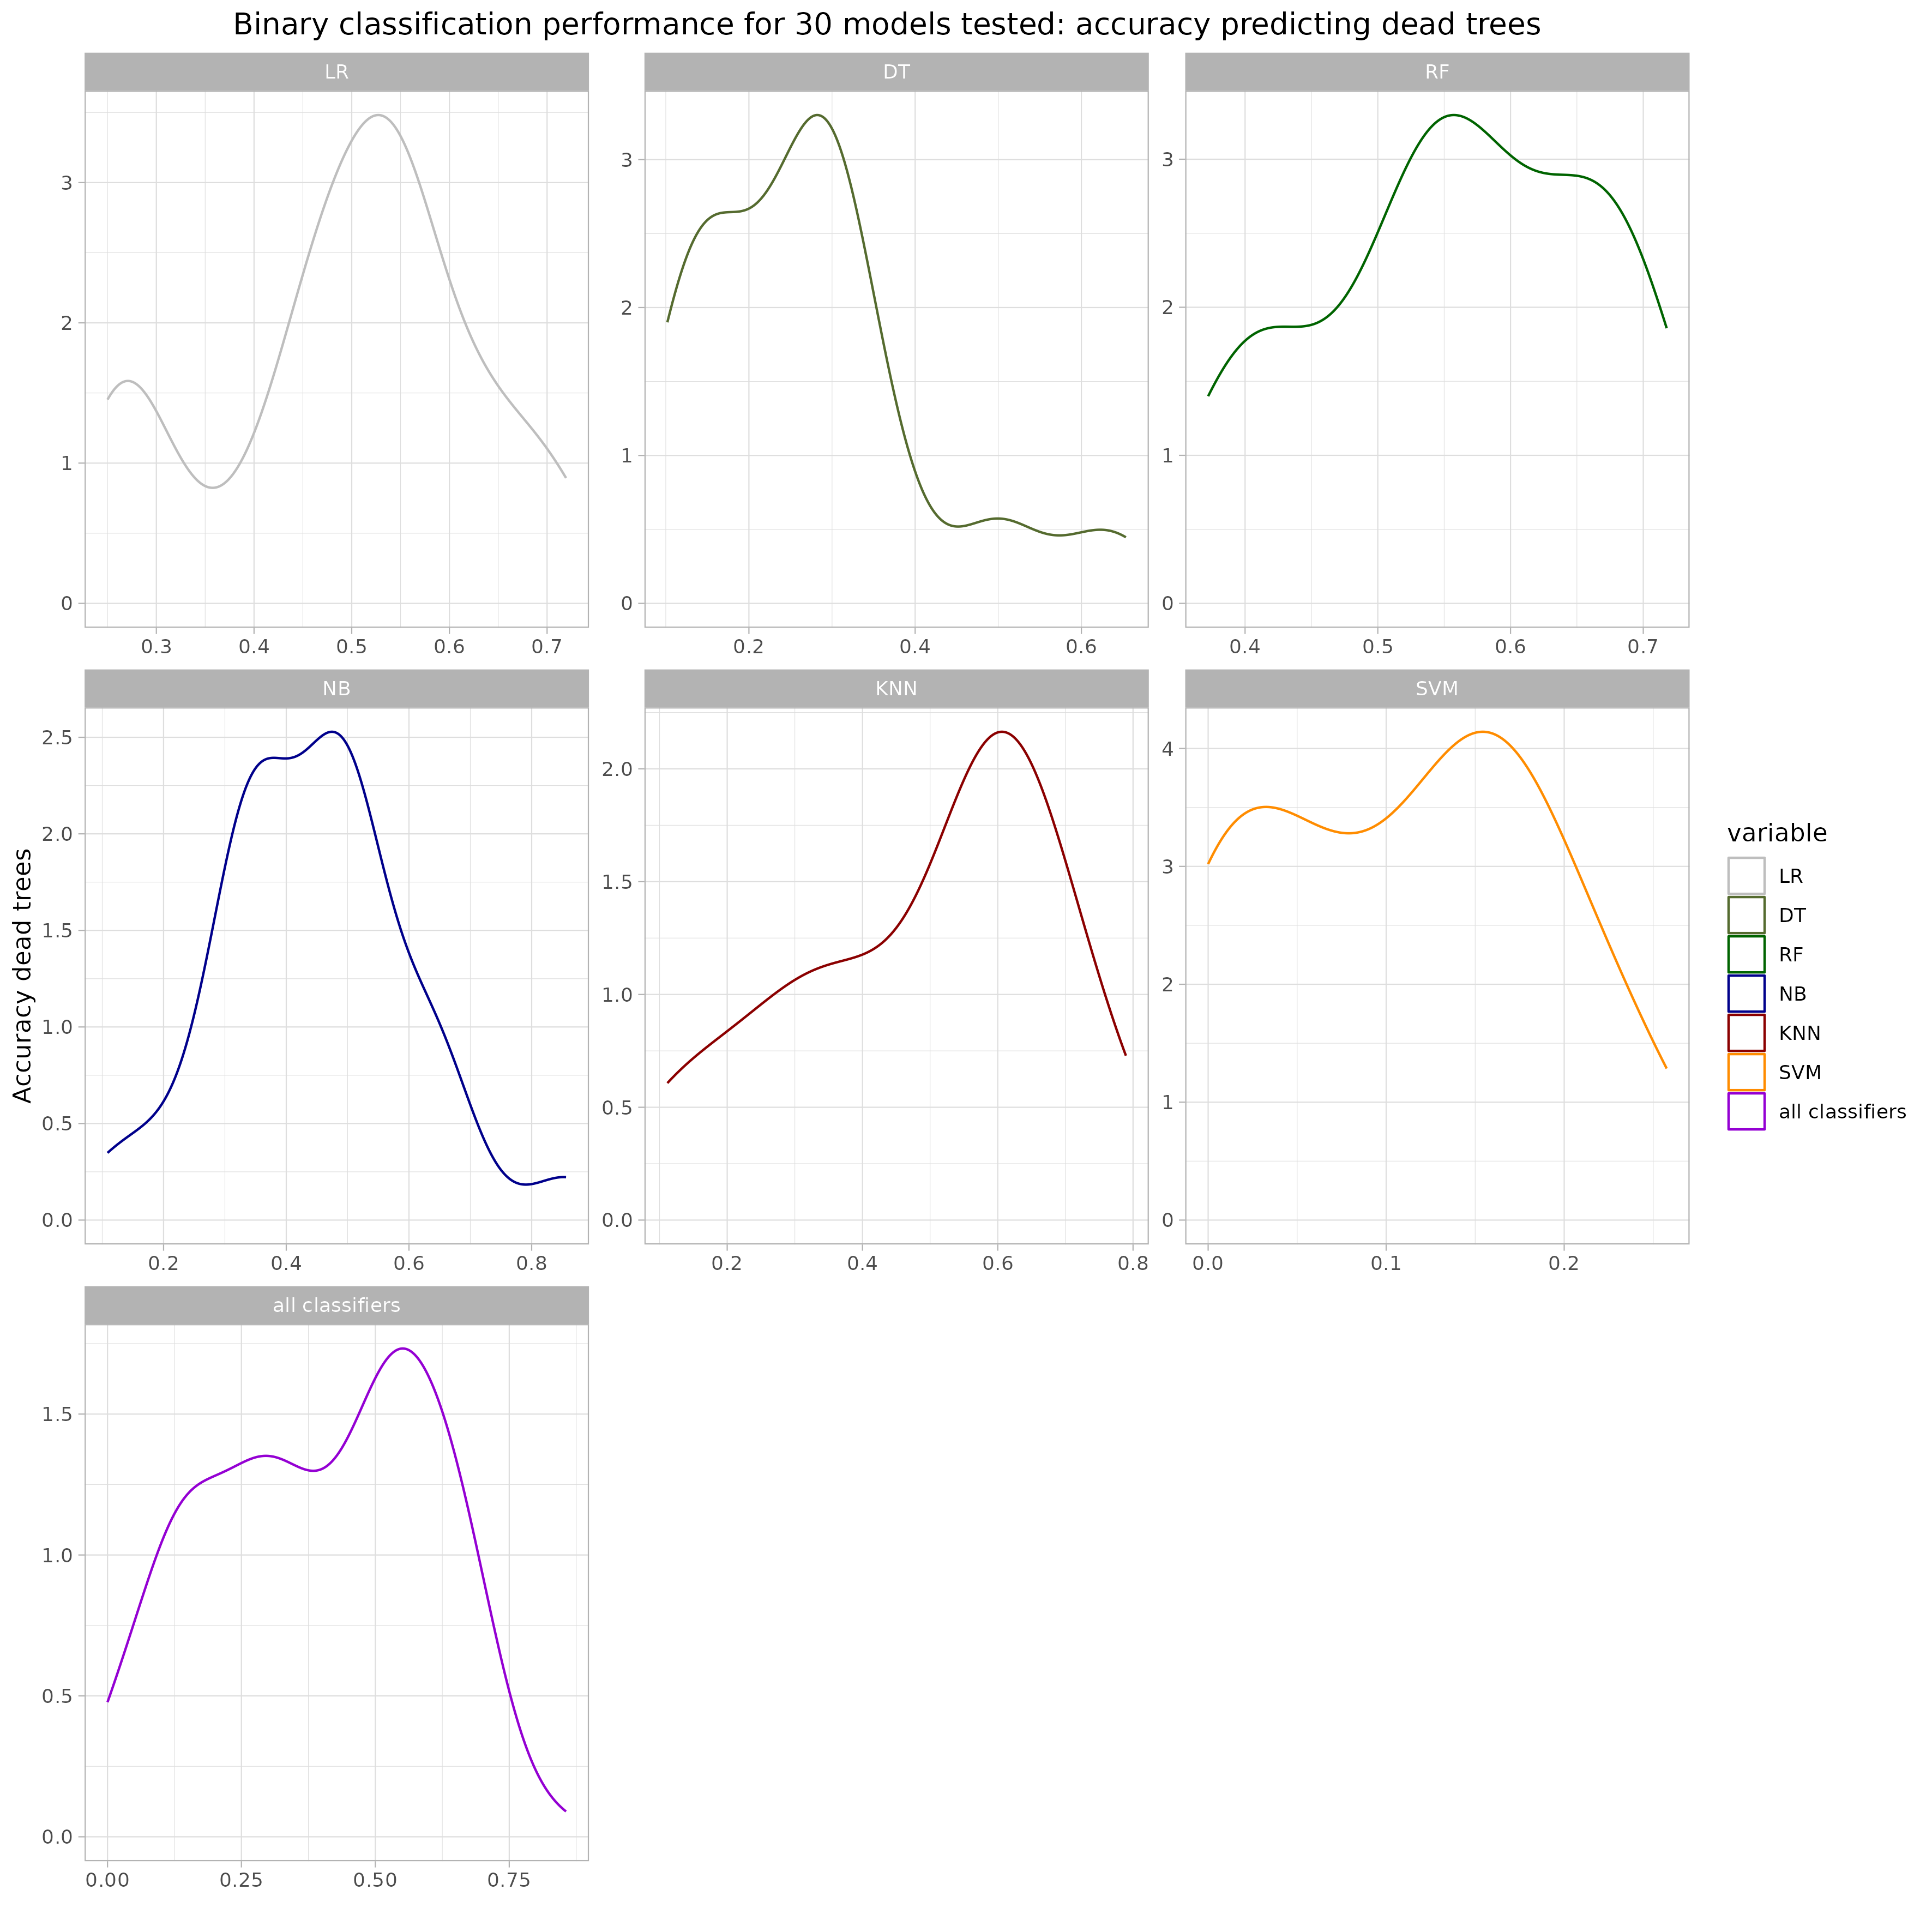 Binary classification performance for 30 models tested: accuracy predicting dead trees
LR
DT
RF
3
2
1
0
0.3 0.4 0.5 0.6 0.7
3
2
1
0
0.2 0.4 0.6
3
2
1
0
0.4 0.5 0.6 0.7
NB
KNN
SVM
2.5
2.0
1.5
1.0
0.5
0.0
0.2 0.4 0.6 0.8
2.0
1.5
1.0
0.5
0.0
0.2 0.4 0.6 0.8
4
3
2
1
0
0.0 0.1 0.2
all classifiers
1.5
1.0
0.5
0.0
0.00 0.25 0.50 0.75
Accuracy dead trees
variable
LR
DT
RF
NB
KNN
SVM
all classifiers